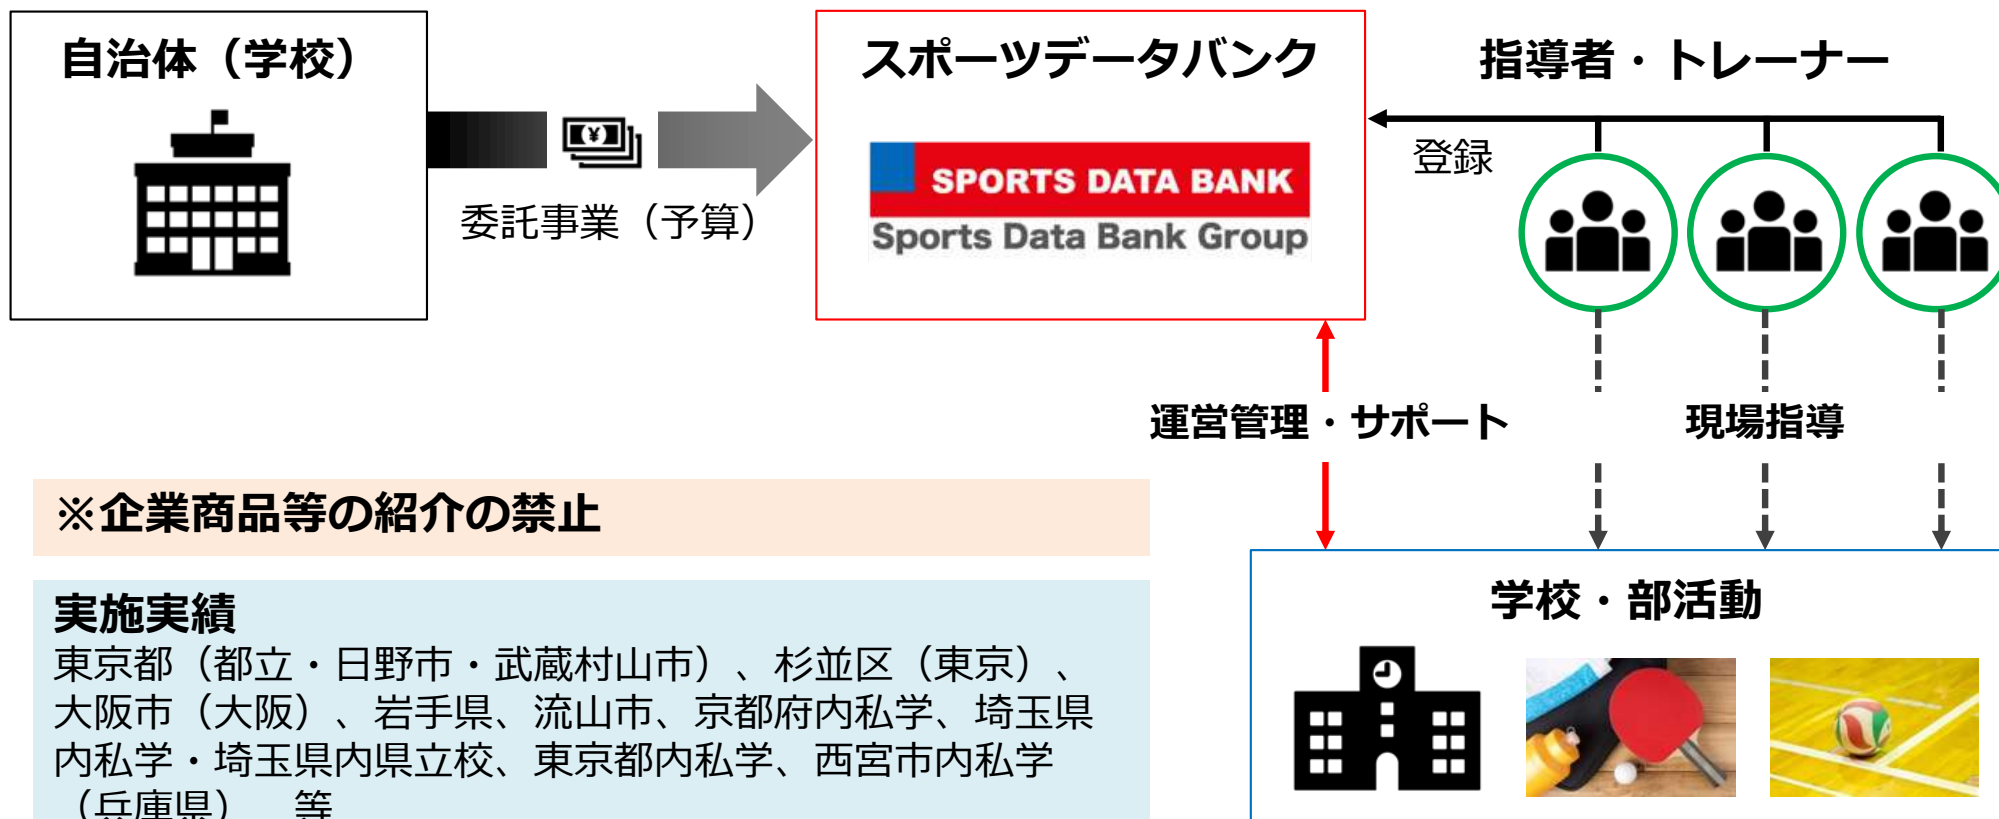 自治体（学校）
委託事業（予算）
スポーツデータバンク
SPORTS DATA BANK
Sports Data Bank Group
指導者・トレーナー
登録
運営管理・サポート
現場指導
※企業商品等の紹介の禁止
実施実績
東京都（都立・日野市・武蔵村山市）、杉並区（東京）、
大阪市（大阪）、岩手県、流山市、京都府内私学、埼玉県
内私学・埼玉県内県立校、東京都内私学、西宮市内私学
（兵庫県）　等
学校・部活動